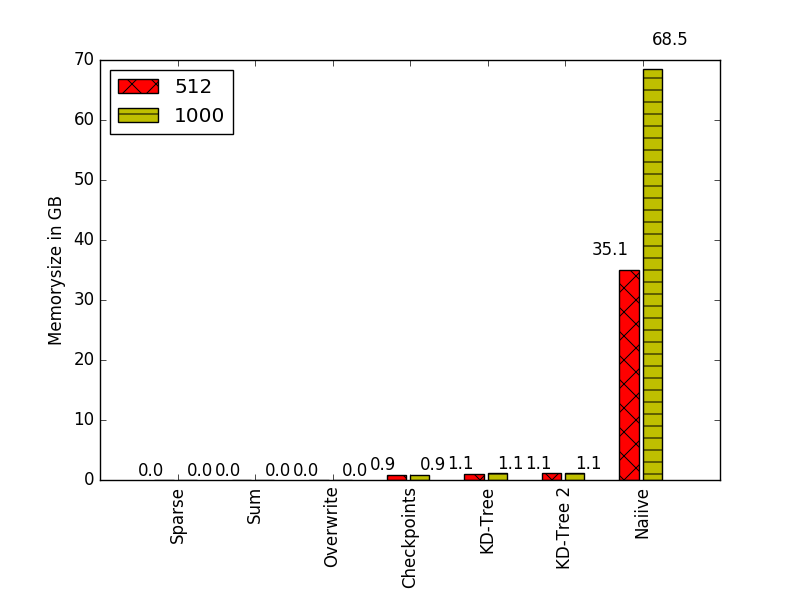 68.5
70
512
1000
60
50
Memorysize in GB
40
35.1
30
20
10
0.0 0.0 0.0 0.0 0.0 0.0 0.9 0.9 1.1 1.1 1.1 1.1
0
Sparse
Sum
Overwrite
Checkpoints
KD-Tree
KD-Tree 2
Naiive